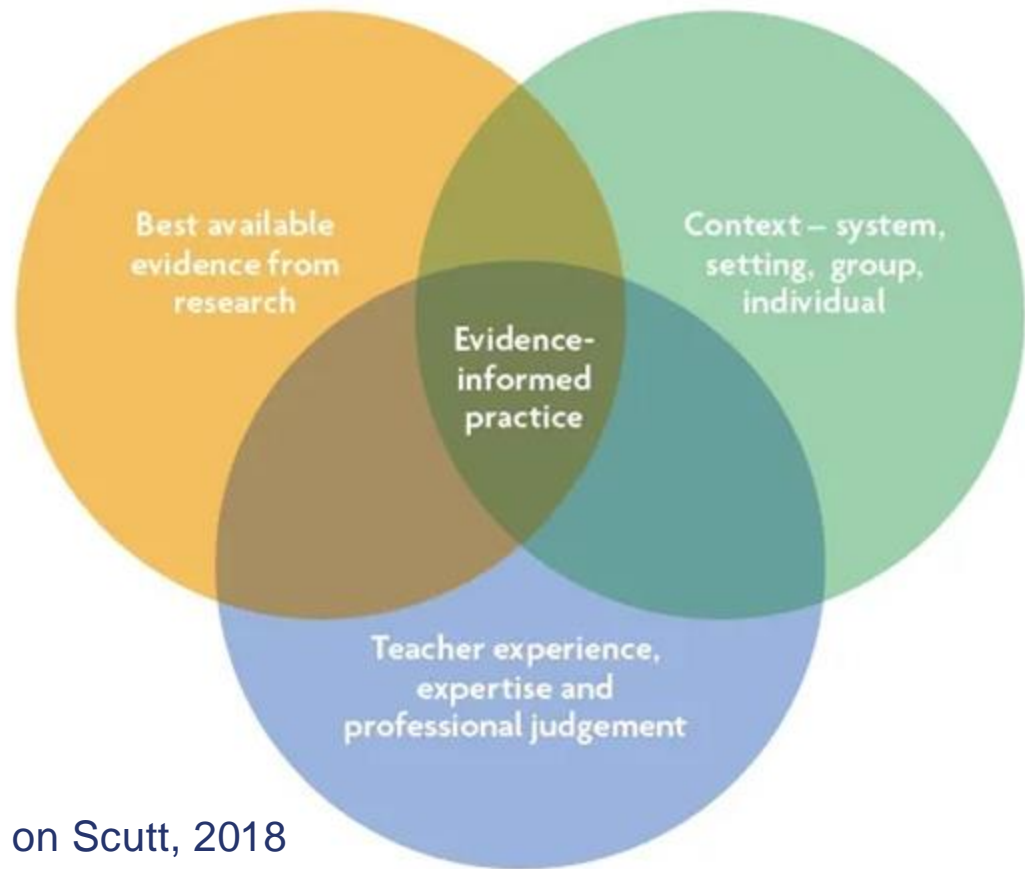 Best available
evidence from
research
Context – system,
setting, group,
individual
Evidence-
informed
practice
Teacher experience,
expertise and
professional judgement
on Scutt, 2018